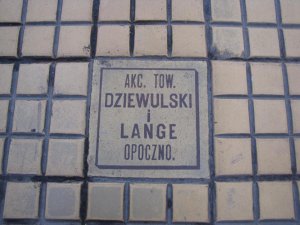 AKC. TOW.
DZIEWULSKI
i
LANGE
OPOCZNO.